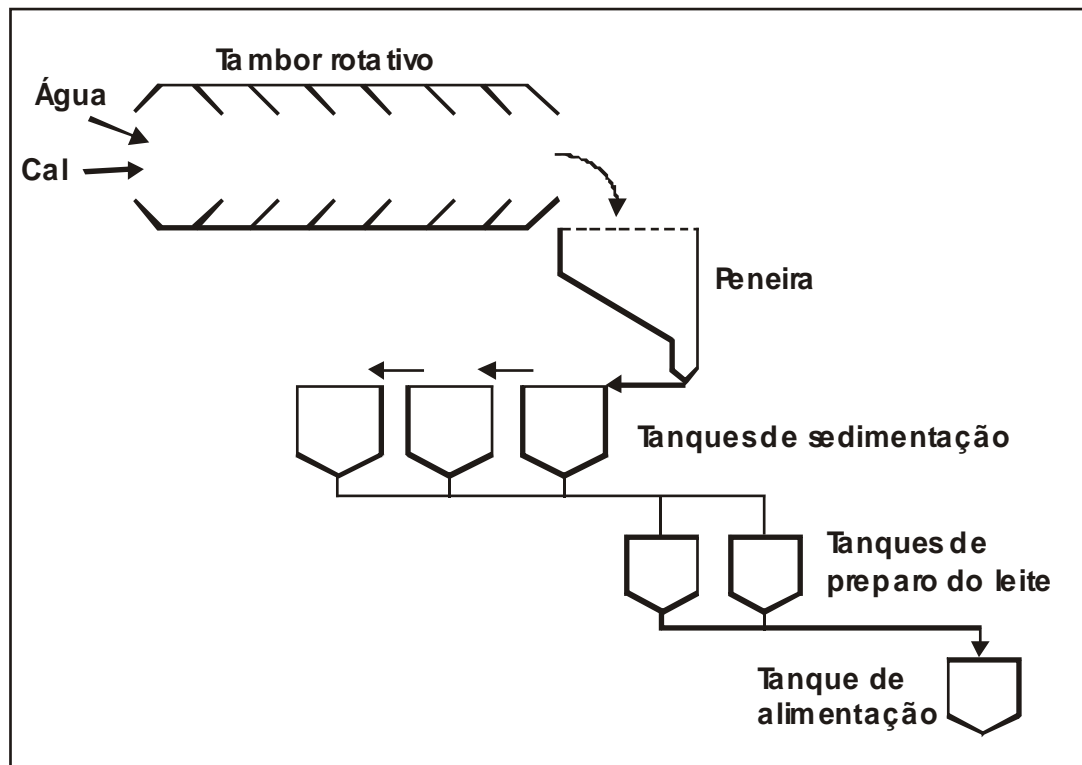 Tambor rotativo
Água
Cal
Peneira
Tanques de sedimentação
Tanques de
preparo do leite
Tanque de
alimentação